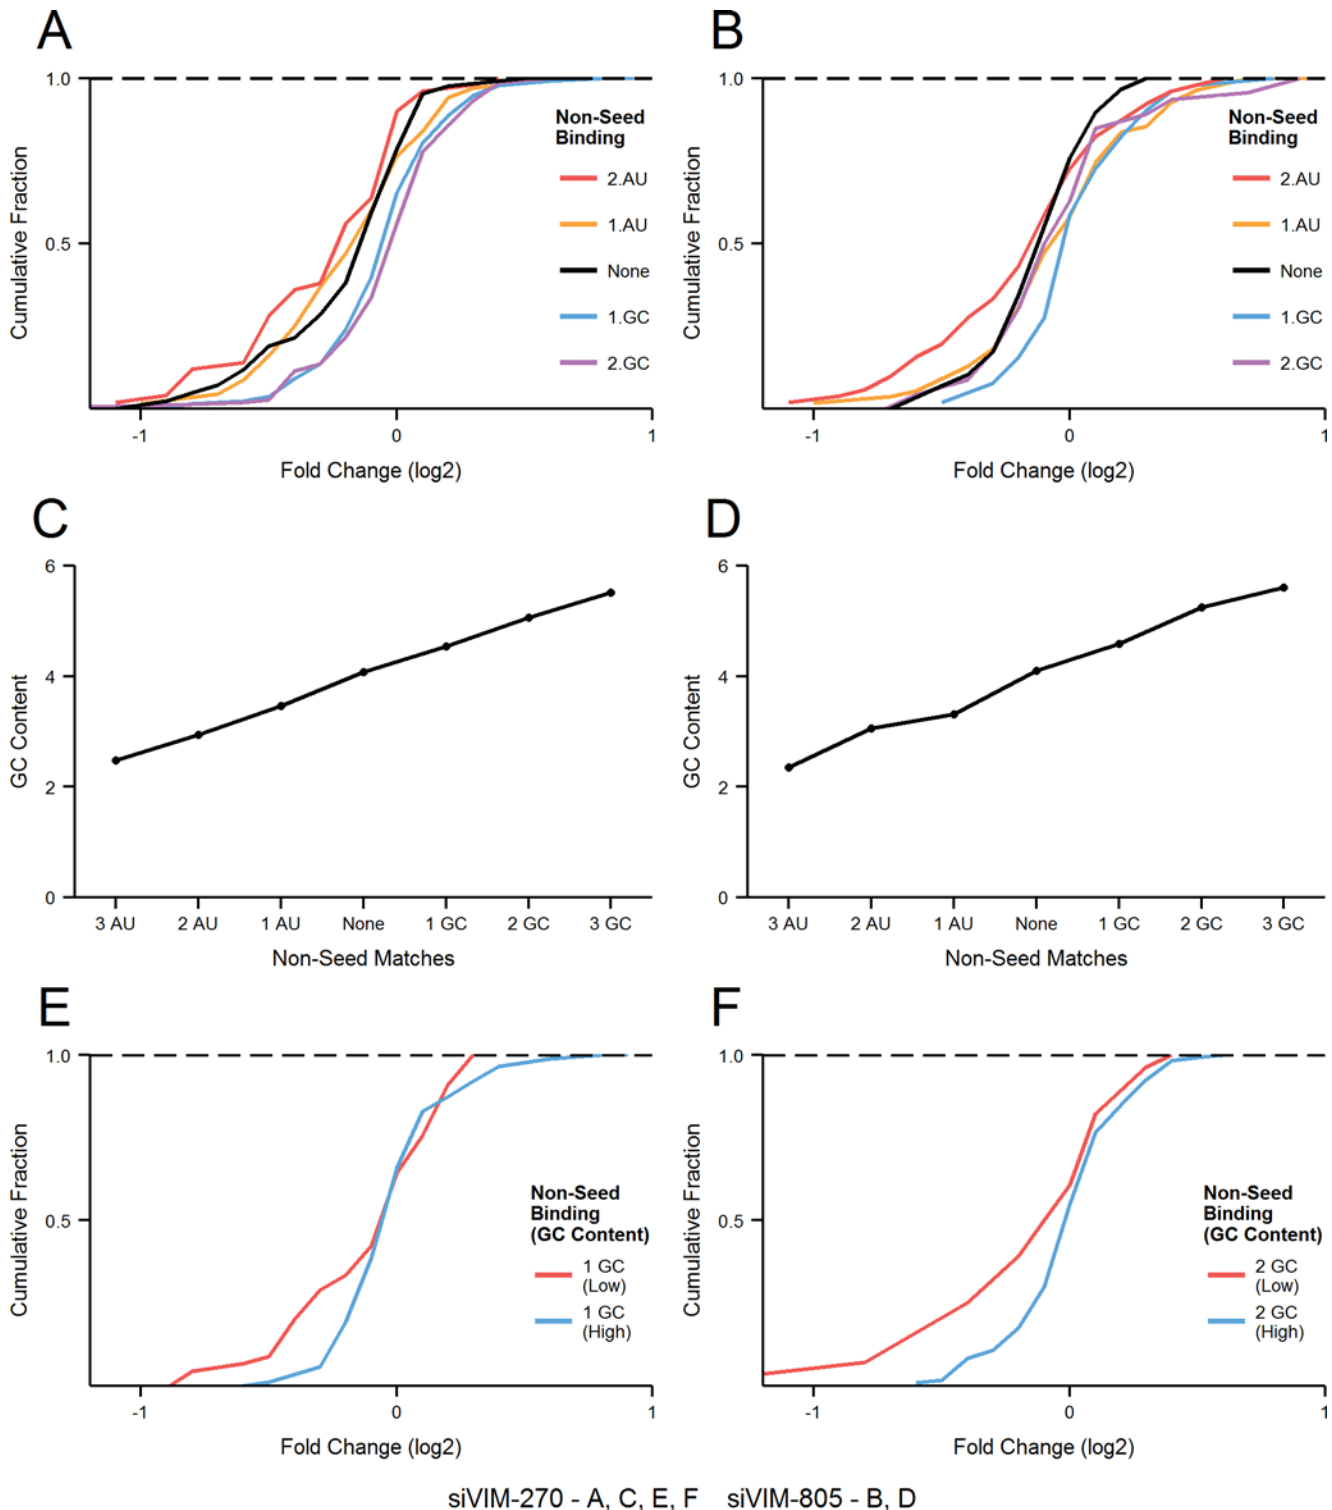 A
1.0
0.5
Cumulative Fraction
Non-Seed
Binding
2.AU
1.AU
None
1.GC
2.GC
-1
0
1
Fold Change (log2)
B
1.0
0.5
Cumulative Fraction
Non-Seed
Binding
2.AU
1.AU
None
1.GC
2.GC
-1
0
1
Fold Change (log2)
C
6
4
2
0
GC Content
3 AU
2 AU
1 AU
None
1 GC
2 GC
3 GC
Non-Seed Matches
D
6
4
2
0
GC Content
3 AU
2 AU
1 AU
None
1 GC
2 GC
3 GC
Non-Seed Matches
E
1.0
0.5
Cumulative Fraction
Non-Seed
Binding
(GC Content)
1 GC
(Low)
1 GC
(High)
-1
0
1
Fold Change (log2)
F
1.0
0.5
Cumulative Fraction
Non-Seed
Binding
(GC Content)
2 GC
(Low)
2 GC
(High)
-1
0
1
Fold Change (log2)
siVIM-270 - A, C, E, F siVIM-805 - B, D